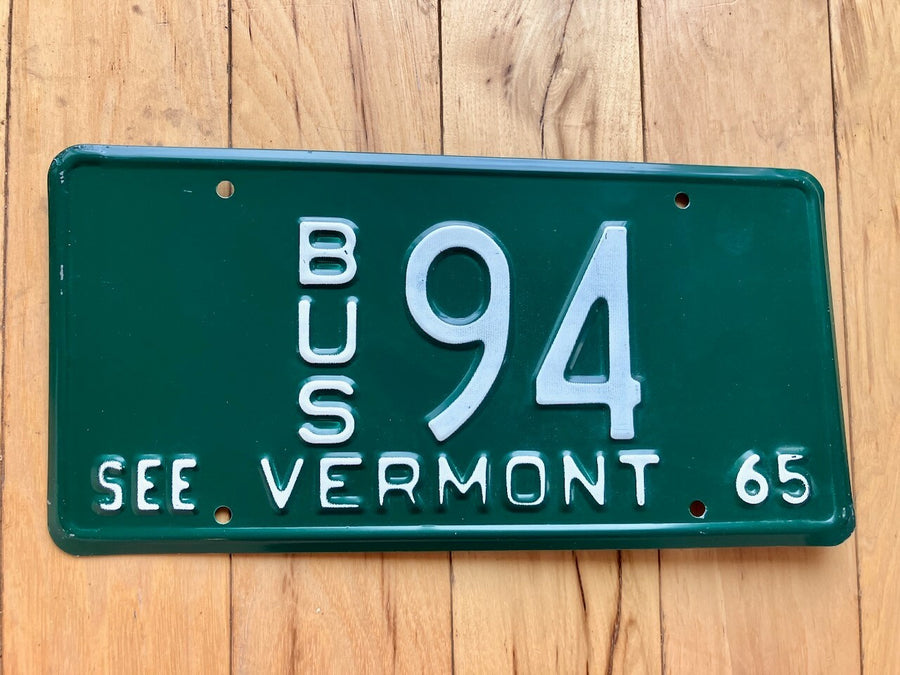 BUS 94
SEE VERMONT 65